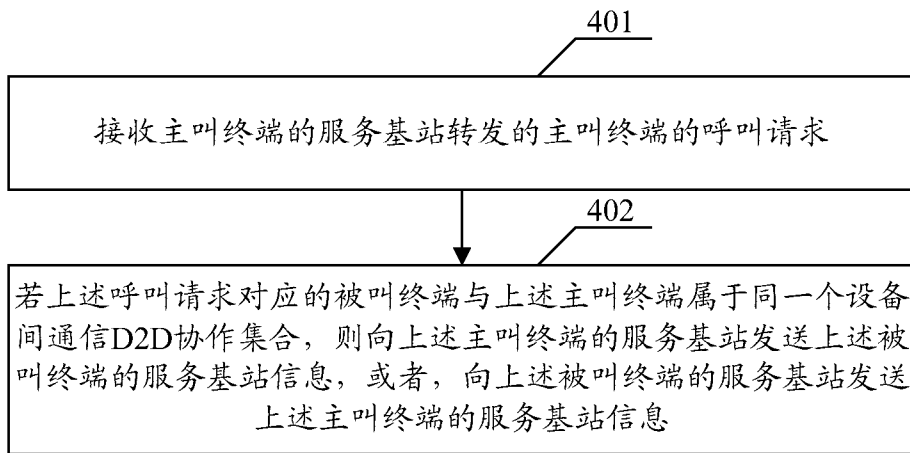 401
接收主叫终端的服务基站转发的主叫终端的呼叫请求
402
若上述呼叫请求对应的被叫终端与上述主叫终端属于同一个设备
间通信D2D协作集合，则向上述主叫终端的服务基站发送上述被
叫终端的服务基站信息，或者，向上述被叫终端的服务基站发送
上述主叫终端的服务基站信息